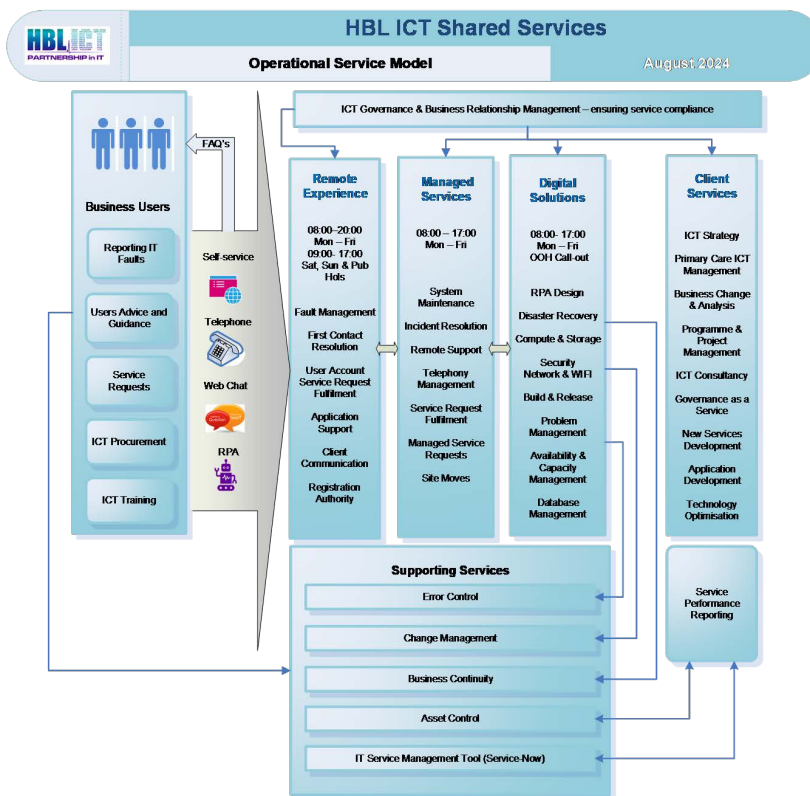 HBL ICT
PARTNERSHIP in IT
HBL ICT Shared Services
Operational Service Model
August 2024
ICT Governance & Business Relationship Management – ensuring service compliance
FAQ's
Business Users
Reporting IT
Faults
Users Advice and
Guidance
Service
Requests
ICT Procurement
ICT Training
Self-service
Telephone
Web Chat
RPA
Remote
Experience
08:00–20:00
Mon – Fri
09:00- 17:00
Sat, Sun & Pub
Hols
Fault Management
First Contact
Resolution
User Account
Service Request
Fulfilment
Application
Support
Client
Communication
Registration
Authority
Managed
Services
08:00 – 17:00
Mon – Fri
System
Maintenance
Incident Resolution
Remote Support
Telephony
Management
Service Request
Fulfilment
Managed Service
Requests
Site Moves
Digital
Solutions
08:00- 17:00
Mon – Fri
OOH Call-out
RPA Design
Disaster Recovery
Compute & Storage
Security
Network & WIFI
Build & Release
Problem
Management
Availability &
Capacity
Management
Database
Management
Client
Services
ICT Strategy
Primary Care ICT
Management
Business Change
& Analysis
Programme &
Project
Management
ICT Consultancy
Governance as a
Service
New Services
Development
Application
Development
Technology
Optimisation
Supporting Services
Error Control
Change Management
Business Continuity
Asset Control
IT Service Management Tool (Service-Now)
Service
Performance
Reporting